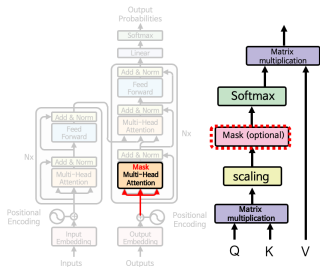 Output
Probabilities
Softmax
Linear
Add & Norm
Feed
Forward
Add & Norm
Multi-Head
Attention
Nx
Add & Norm
Mask
Multi-Head
Attention
Add & Norm
Feed
Forward
Nx
Add & Norm
Multi-Head
Attention
Positional
Encoding
Positional
Encoding
Input
Embedding
Output
Embedding
Inputs
Outputs
Matrix
multiplication
Softmax
Mask (optional)
scaling
Matrix
multiplication
Q
K
V